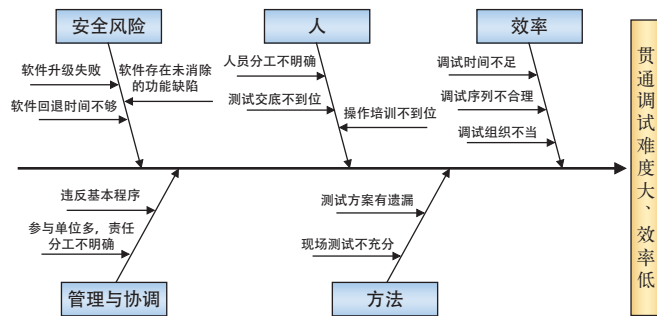 安全风险
人
效率
软件升级失败
软件存在未消除
的功能缺陷
软件回退时间不够
人员分工不明确
测试交底不到位
操作培训不到位
调试时间不足
调试序列不合理
调试组织不当
贯通调试难度大、效率低
违反基本程序
参与单位多，责任
分工不明确
测试方案有遗漏
现场测试不充分
管理与协调
方法